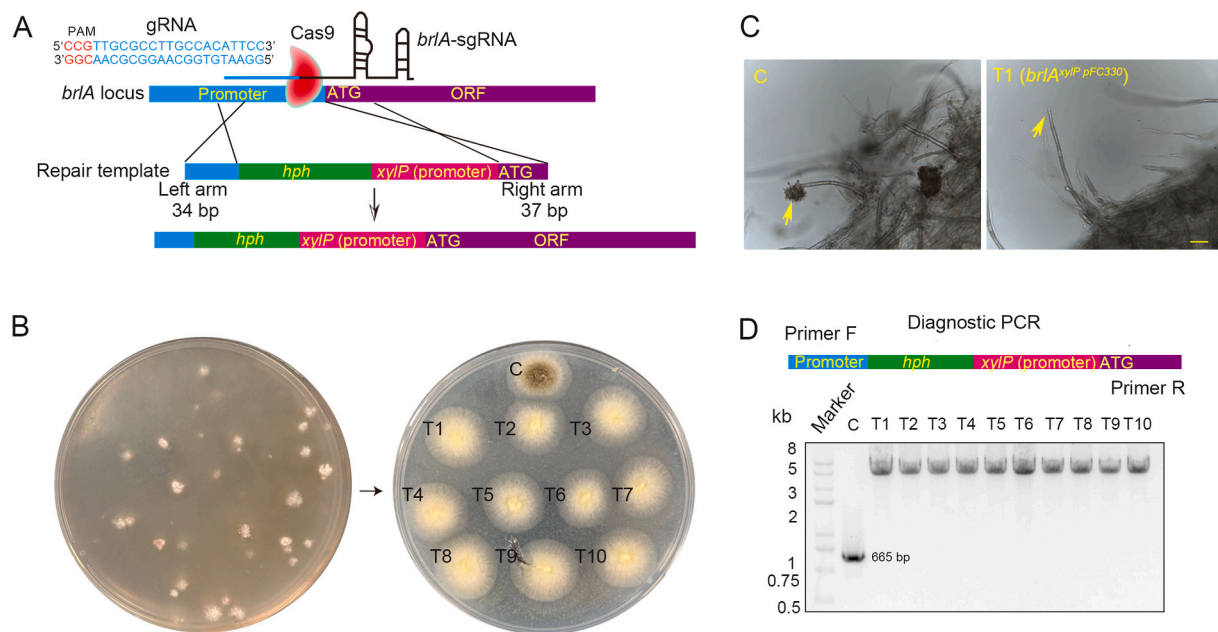 A
PAM
gRNA
5'CCGTTGCGCCTTGCCACATTCC3'
3'GGCAACGCGGAACGGTGTAAGG5'
Cas9
brlA-sgRNA
brlA locus
Promoter
ATG
ORF
Repair template
hph
xylP (promoter)
ATG
Left arm
34 bp
Right arm
37 bp
hph
xylP (promoter)
ATG
ORF
B
C
T1
T2
T3
T4
T5
T6
T7
T8
T9
T10
C
C
T1 (brlA^xylP pFC330)
D
Primer F
Diagnostic PCR
Promoter
hph
xylP (promoter)
ATG
Primer R
kb
Marker
C T1 T2 T3 T4 T5 T6 T7 T8 T9 T10
8
5
3
2
1
0.75
0.5
665 bp